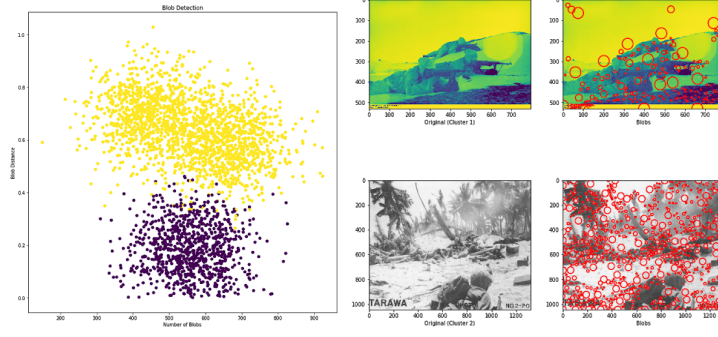 Blob Detection
1.0
0.8
0.6
0.4
0.2
0.0
200 300 400 500 600 700 800 900
Blob Distance
Number of Blobs
0
100
200
300
400
500
0 100 200 300 400 500 600 700
Original (Cluster 1)
0
100
200
300
400
500
0 100 200 300 400 500 600 700
Blobs
0
200
400
600
800
1000
TARAWA
0 200 400 600 800 1000 1200
Original (Cluster 2)
0
200
400
600
800
1000
0 200 400 600 800 1000 1200
Blobs